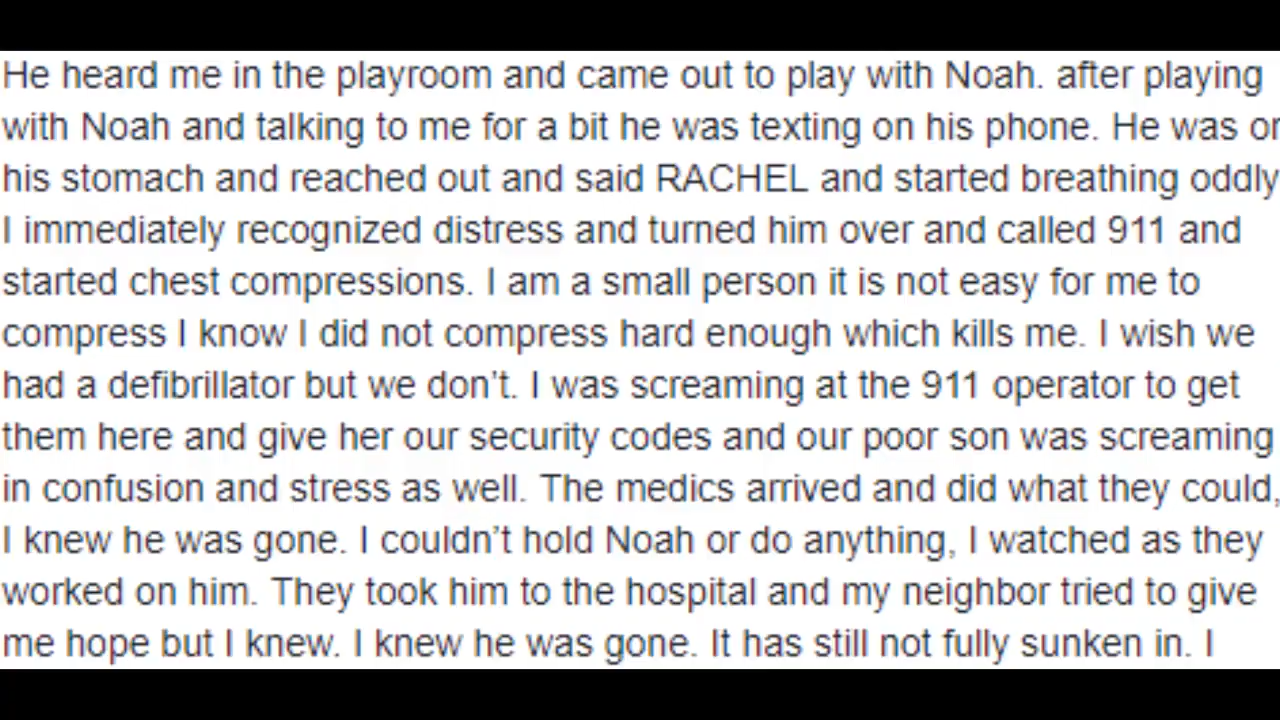 He heard me in the playroom and came out to play with Noah. after playing
with Noah and talking to me for a bit he was texting on his phone. He was or
his stomach and reached out and said RACHEL and started breathing oddly
I immediately recognized distress and turned him over and called 911 and
started chest compressions. I am a small person it is not easy for me to
compress I know I did not compress hard enough which kills me. I wish we
had a defibrillator but we don’t. I was screaming at the 911 operator to get
them here and give her our security codes and our poor son was screaming
in confusion and stress as well. The medics arrived and did what they could,
I knew he was gone. I couldn’t hold Noah or do anything, I watched as they
worked on him. They took him to the hospital and my neighbor tried to give
me hope but I knew. I knew he was gone. It has still not fully sunken in. I